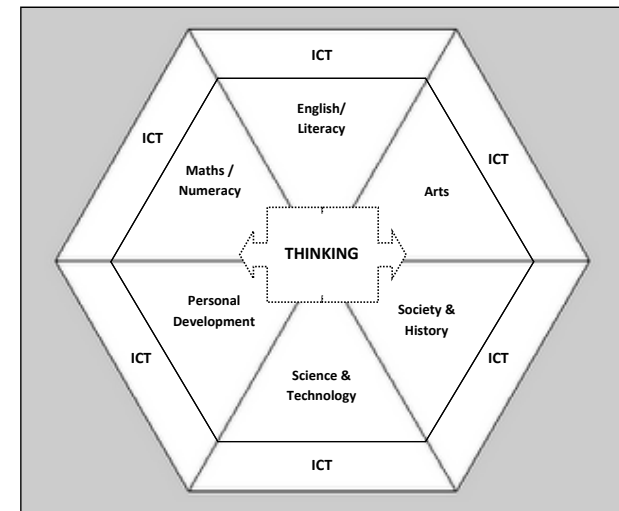 ICT
English/
Literacy
ICT
ICT
Maths /
Numeracy
Arts
THINKING
Personal
Development
Society &
History
ICT
ICT
Science &
Technology
ICT